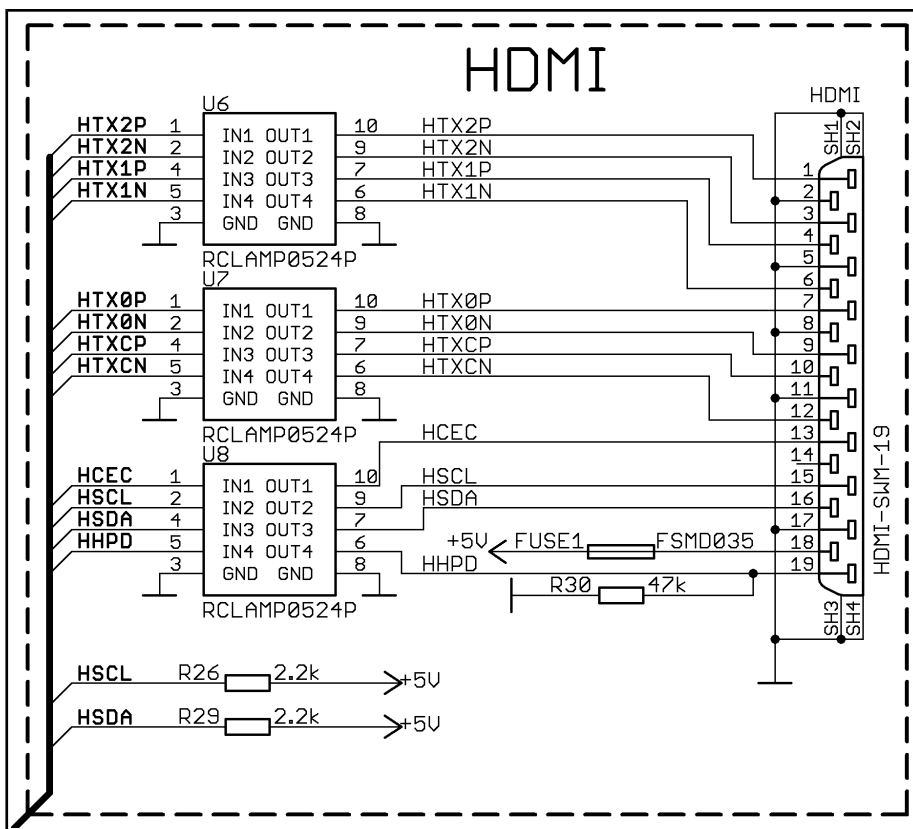 HDMI
U6
HTX2P 1 IN1 OUT1 10 HTX2P
HTX2N 2 IN2 OUT2 9 HTX2N
HTX1P 4 IN3 OUT3 7 HTX1P
HTX1N 5 IN4 OUT4 6 HTX1N
3 GND GND 8
RCLAMP0524P
U7
HTX0P 1 IN1 OUT1 10 HTX0P
HTX0N 2 IN2 OUT2 9 HTX0N
HTXCP 4 IN3 OUT3 7 HTXCP
HTXCN 5 IN4 OUT4 6 HTXCN
3 GND GND 8
RCLAMP0524P
U8
HCEC 1 IN1 OUT1 10 HCEC
HSCL 2 IN2 OUT2 9 HSCL
HSDA 4 IN3 OUT3 7 HSDA
HHPD 5 IN4 OUT4 6 HHPD
3 GND GND 8
RCLAMP0524P
+5V FUSE1 FSMD035
R30 47k
HSCL R26 2.2k +5V
HSDA R29 2.2k +5V
HDMI
SH1
SH2
1
2
3
4
5
6
7
8
9
10
11
12
13
14
15
16
17
18
19
SH3
SH4
HDMI-SWM-19